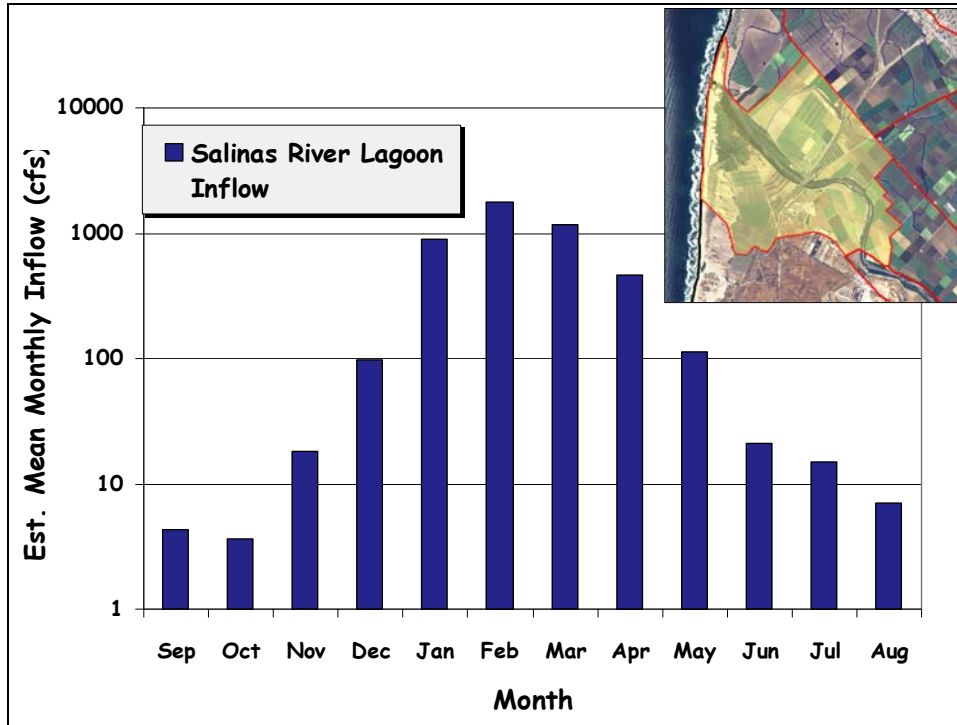 10000
1000
100
10
1
Est. Mean Monthly Inflow (cfs)
Salinas River Lagoon
Inflow
Sep Oct Nov Dec Jan Feb Mar Apr May Jun Jul Aug
Month